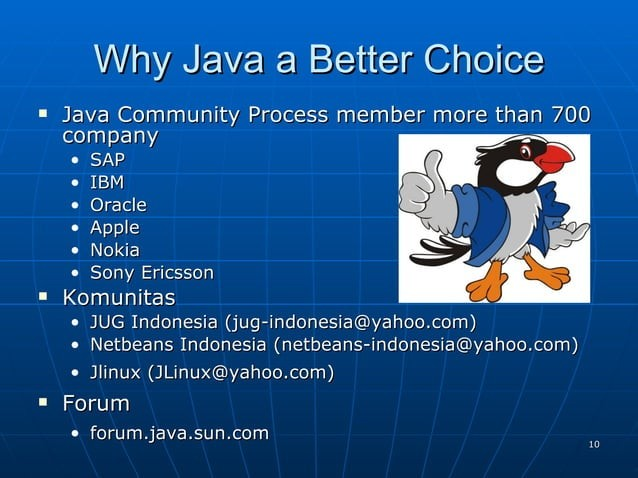 Why Java a Better Choice
Java Community Process member more than 700
company
SAP
IBM
Oracle
Apple
Nokia
Sony Ericsson
Komunitas
JUG Indonesia (jug-indonesia@yahoo.com)
Netbeans Indonesia (netbeans-indonesia@yahoo.com)
Jlinux (JLinux@yahoo.com)
Forum
forum.java.sun.com
10